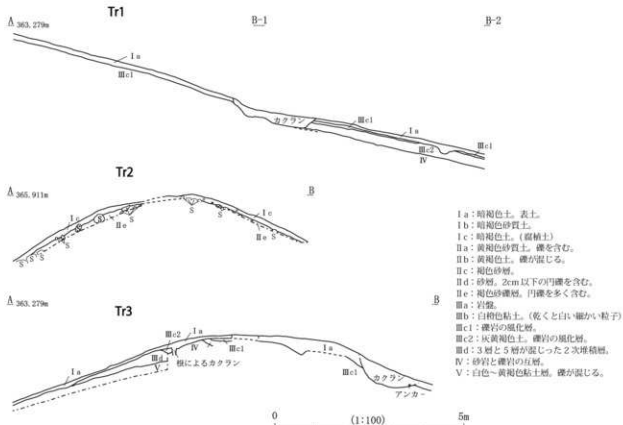 Tr1
A 363.279m
B-1
B-2
Ⅰa
Ⅲc1
カクラン
Ⅲc1
Ⅰa
Ⅲc1
Ⅲc2
Ⅳ
Tr2
A 365.911m
B
Ⅰc
S
Ⅱe
S
S
S
S
S
S
S
Ⅰc
Ⅱe
S
Tr3
A 363.279m
B
Ⅲc2
Ⅰa
Ⅳ
Ⅲc1
Ⅲd
Ⅴ
根によるカクラン
Ⅰa
Ⅰa
Ⅲc1
カクラン
アンカー
0 (1:100) 5m
Ⅰa：暗褐色土。表土。
Ⅰb：暗褐色砂質土。
Ⅰc：暗褐色土。(腐植土)
Ⅱa：黄褐色砂質土。礫を含む。
Ⅱb：黄褐色土。礫が混じる。
Ⅱc：褐色砂層。
Ⅱd：砂層。2cm以下の円礫を含む。
Ⅱe：褐色砂礫層。円礫を多く含む。
Ⅲa：岩盤。
Ⅲb：白橙色粘土。(乾くと白い細かい粒子)
Ⅲc1：礫岩の風化層。
Ⅲc2：灰黄褐色土。礫岩の風化層。
Ⅲd：3層と5層が混じった2次堆積層。
Ⅳ：砂岩と礫岩の互層。
Ⅴ：白色～黄褐色粘土層。礫が混じる。